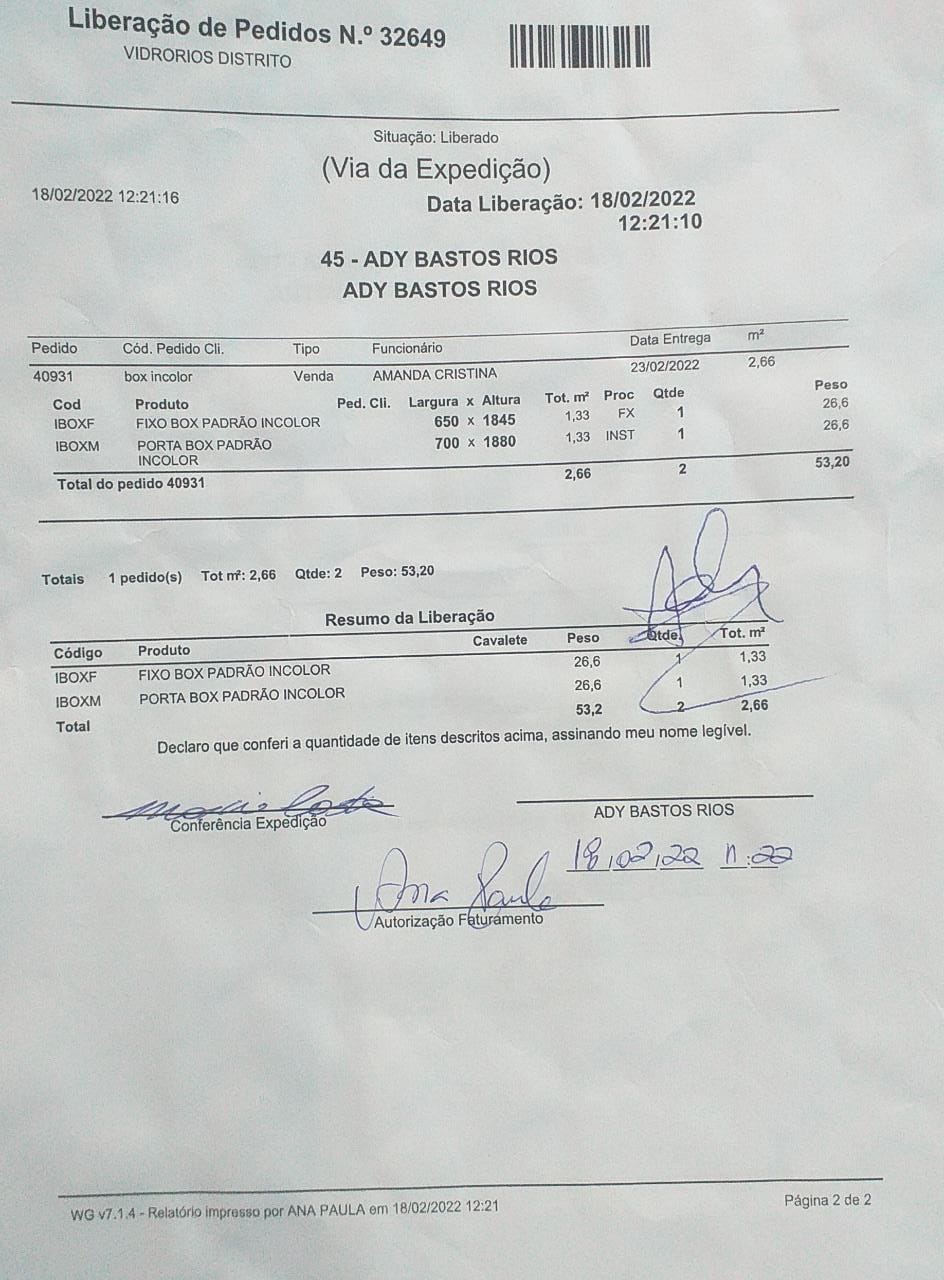 Liberação de Pedidos N.º 32649
VIDRORIOS DISTRITO
Situação: Liberado
(Via da Expedição)
18/02/2022 12:21:16
Data Liberação: 18/02/2022
12:21:10
45 - ADY BASTOS RIOS
ADY BASTOS RIOS
Pedido Cód. Pedido Cli. Tipo Funcionário Data Entrega m²
40931 box incolor Venda AMANDA CRISTINA 23/02/2022 2,66
Cod Produto Ped. Cli. Largura x Altura Tot. m² Proc Qtde Peso
IBOXF FIXO BOX PADRÃO INCOLOR 650 x 1845 1,33 FX 1 26,6
IBOXM PORTA BOX PADRÃO 700 x 1880 1,33 INST 1 26,6
INCOLOR
Total do pedido 40931 2,66 2 53,20
Totais 1 pedido(s) Tot m²: 2,66 Qtde: 2 Peso: 53,20
Ady
Resumo da Liberação
Código Produto Cavalete Peso Qtde. Tot. m²
IBOXF FIXO BOX PADRÃO INCOLOR 26,6 1 1,33
IBOXM PORTA BOX PADRÃO INCOLOR 26,6 1 1,33
Total 53,2 2 2,66
Declaro que conferi a quantidade de itens descritos acima, assinando meu nome legível.
Conferência Expedição
ADY BASTOS RIOS
18,02,22 :22
Ana Paula
Autorização Faturamento
WG v7.1.4 - Relatório impresso por ANA PAULA em 18/02/2022 12:21
Página 2 de 2